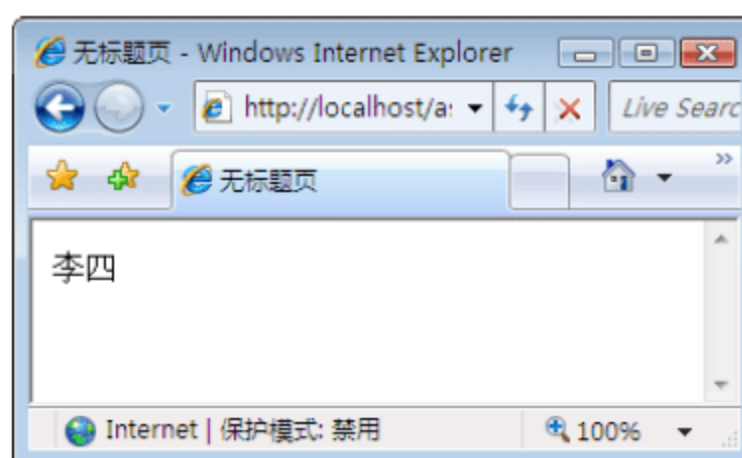 无标题页 - Windows Internet Explorer
http://localhost/a
Live Searc
无标题页
李四
Internet | 保护模式: 禁用
100%